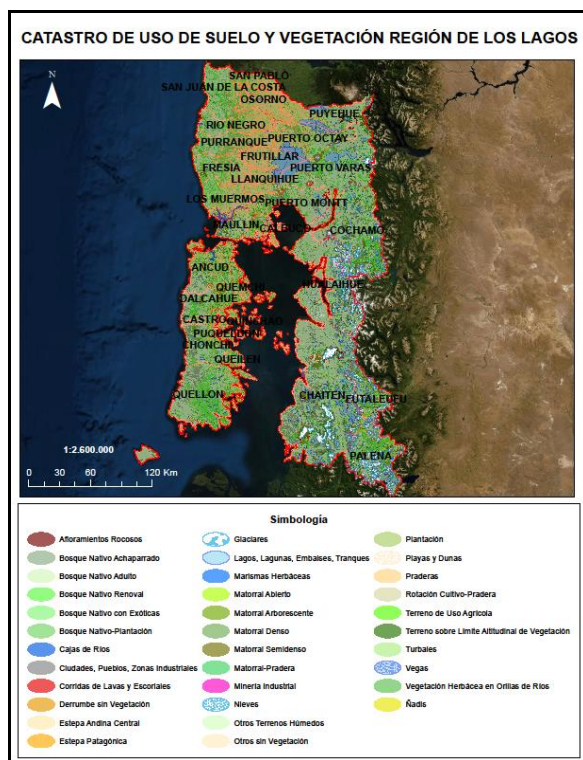 CATASTRO DE USO DE SUELO Y VEGETACIÓN REGIÓN DE LOS LAGOS
N
SAN PABLO
SAN JUAN DE LA COSTA
OSORNO
PUYEHUE
RIO NEGRO
PUERTO OCTAY
PURRANQUE
FRUTILLAR
FRESIA
PUERTO VARAS
LLANQUIHUE
LOS MUERMOS
PUERTO MONTT
MAULLIN
CALBUCO
COCHAMO
ANCUD
QUEMCHI
HUALAIHUE
DALCAHUE
CASTRO
PUQUELDON
CHONCHI
QUEILEN
QUELLON
CHAITEN
FUTALEUFU
PALENA
1:2.600.000
0 30 60 120 Km
Simbología
Afloramientos Rocosos
Bosque Nativo Achaparrado
Bosque Nativo Adulto
Bosque Nativo Renoval
Bosque Nativo con Exóticas
Bosque Nativo-Plantación
Cajas de Ríos
Ciudades, Pueblos, Zonas Industriales
Corridas de Lavas y Escoriales
Derrumbe sin Vegetación
Estepa Andina Central
Estepa Patagónica
Glaciares
Lagos, Lagunas, Embalses, Tranques
Marismas Herbáceas
Matorral Abierto
Matorral Arborescente
Matorral Denso
Matorral Semidenso
Matorral-Pradera
Minería Industrial
Nieves
Otros Terrenos Húmedos
Otros sin Vegetación
Plantación
Playas y Dunas
Praderas
Rotación Cultivo-Pradera
Terreno de Uso Agrícola
Terreno sobre Límite Altitudinal de Vegetación
Turbales
Vegas
Vegetación Herbácea en Orillas de Ríos
Ñadis